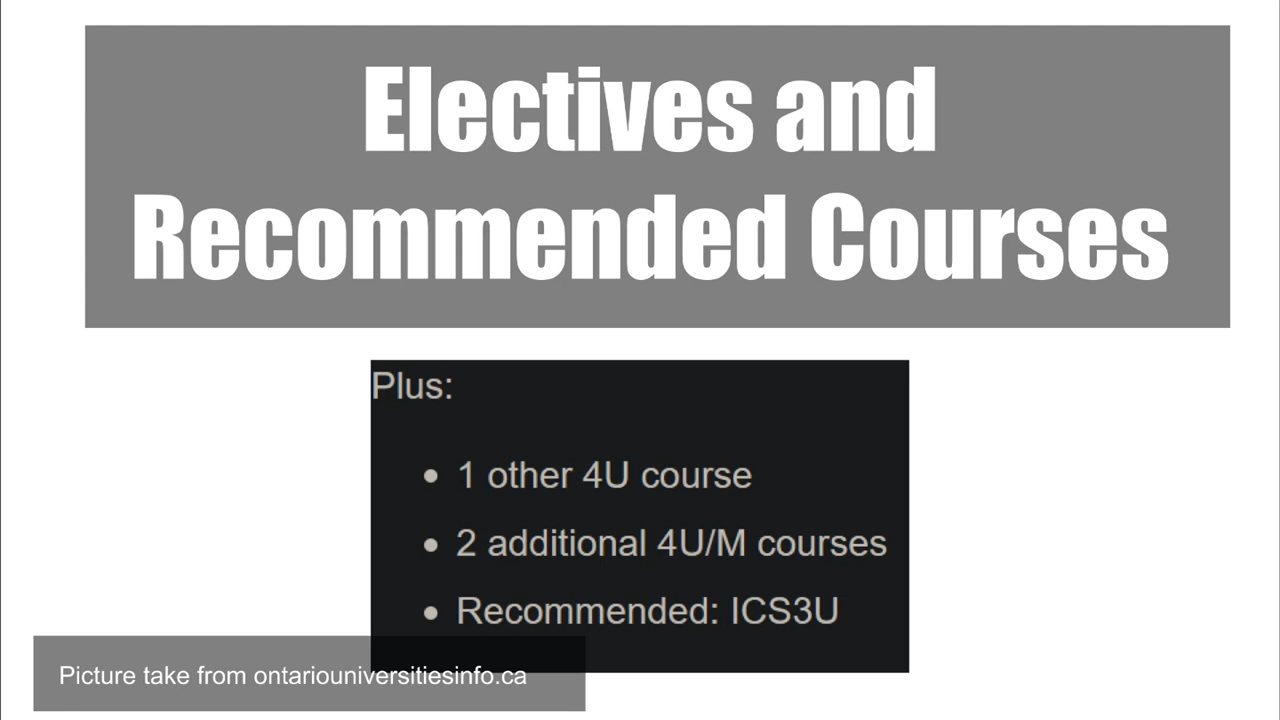 Electives and
Recommended Courses
Plus:
• 1 other 4U course
• 2 additional 4U/M courses
• Recommended: ICS3U
Picture take from ontariouniversitiesinfo.ca